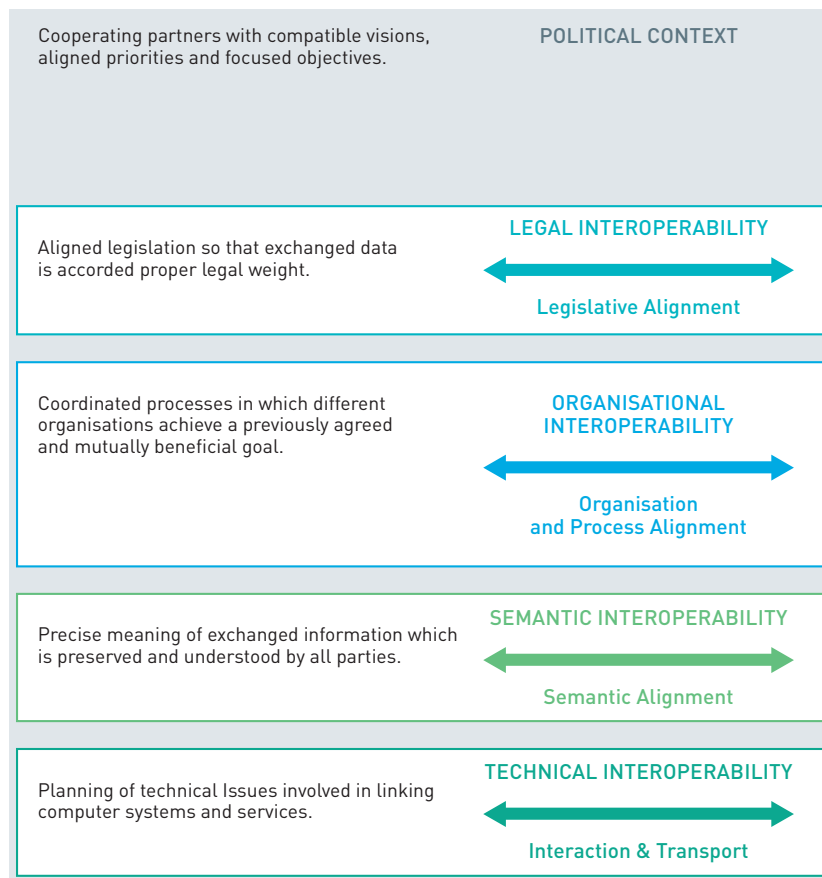 Cooperating partners with compatible visions,
aligned priorities and focused objectives.
POLITICAL CONTEXT
Aligned legislation so that exchanged data
is accorded proper legal weight.
LEGAL INTEROPERABILITY
Legislative Alignment
Coordinated processes in which different
organisations achieve a previously agreed
and mutually beneficial goal.
ORGANISATIONAL
INTEROPERABILITY
Organisation
and Process Alignment
Precise meaning of exchanged information which
is preserved and understood by all parties.
SEMANTIC INTEROPERABILITY
Semantic Alignment
Planning of technical Issues involved in linking
computer systems and services.
TECHNICAL INTEROPERABILITY
Interaction & Transport